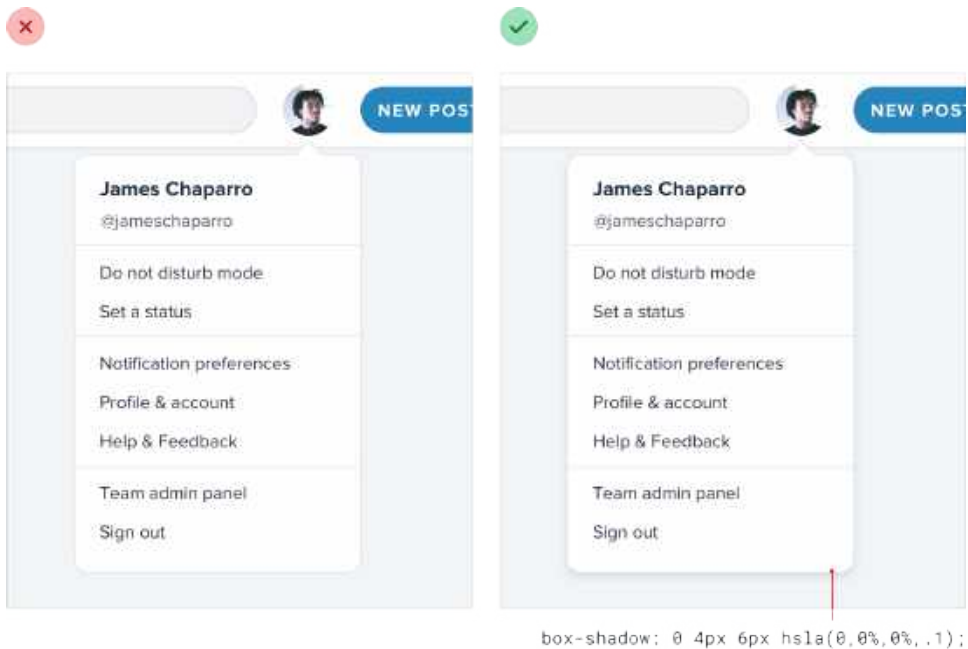 NEW POS
James Chaparro
@jameschaparro
Do not disturb mode
Set a status
Notification preferences
Profile & account
Help & Feedback
Team admin panel
Sign out
NEW POST
James Chaparro
@jameschaparro
Do not disturb mode
Set a status
Notification preferences
Profile & account
Help & Feedback
Team admin panel
Sign out
box-shadow: 0 4px 6px hsla(0,0%,0%,.1);